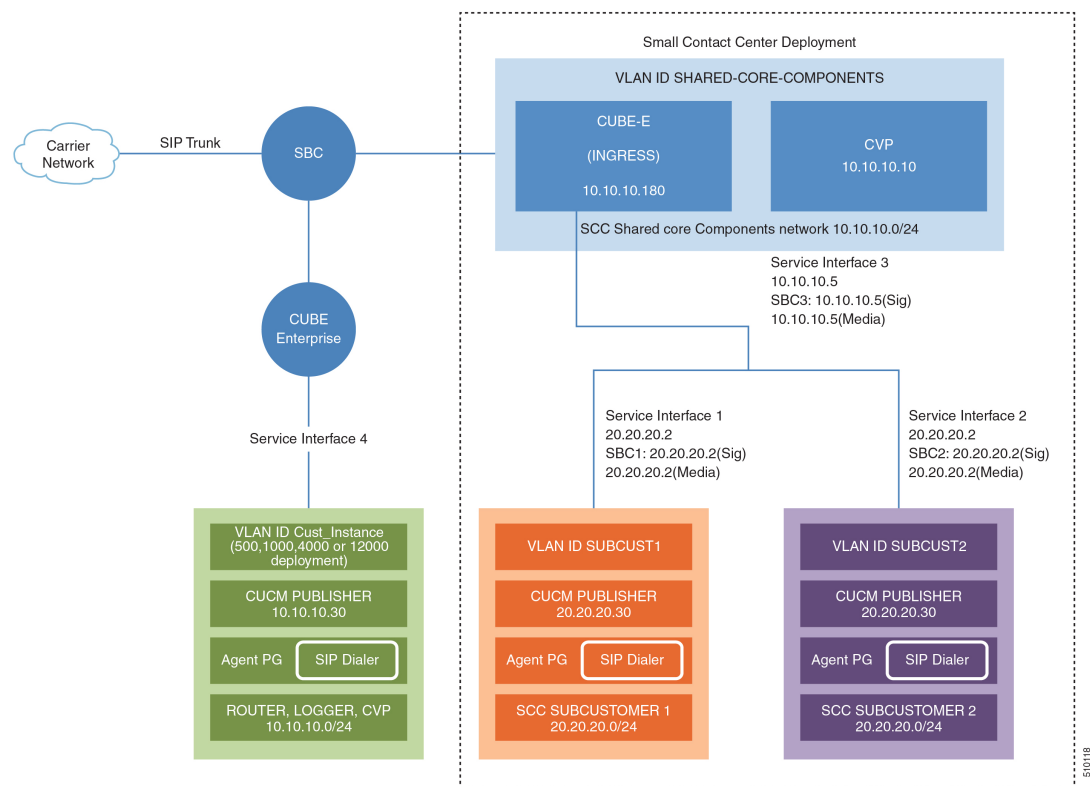 Small Contact Center Deployment
VLAN ID SHARED-CORE-COMPONENTS
CUBE-E
(INGRESS)
10.10.10.180
CVP
10.10.10.10
SCC Shared core Components network 10.10.10.0/24
Carrier
Network
SIP Trunk
SBC
Service Interface 3
10.10.10.5
SBC3: 10.10.10.5(Sig)
10.10.10.5(Media)
CUBE
Enterprise
Service Interface 4
Service Interface 1
20.20.20.2
SBC1: 20.20.20.2(Sig)
20.20.20.2(Media)
Service Interface 2
20.20.20.2
SBC2: 20.20.20.2(Sig)
20.20.20.2(Media)
VLAN ID Cust_Instance
(500,1000,4000 or 12000
deployment)
CUCM PUBLISHER
10.10.10.30
Agent PG
SIP Dialer
ROUTER, LOGGER, CVP
10.10.10.0/24
VLAN ID SUBCUST1
CUCM PUBLISHER
20.20.20.30
Agent PG
SIP Dialer
SCC SUBCUSTOMER 1
20.20.20.0/24
VLAN ID SUBCUST2
CUCM PUBLISHER
20.20.20.30
Agent PG
SIP Dialer
SCC SUBCUSTOMER 2
20.20.20.0/24
510118